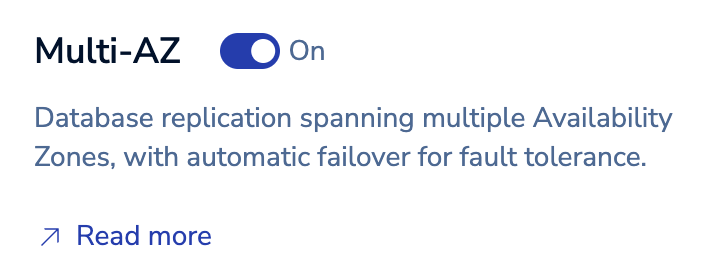 Multi-AZ On
Database replication spanning multiple Availability
Zones, with automatic failover for fault tolerance.
Read more